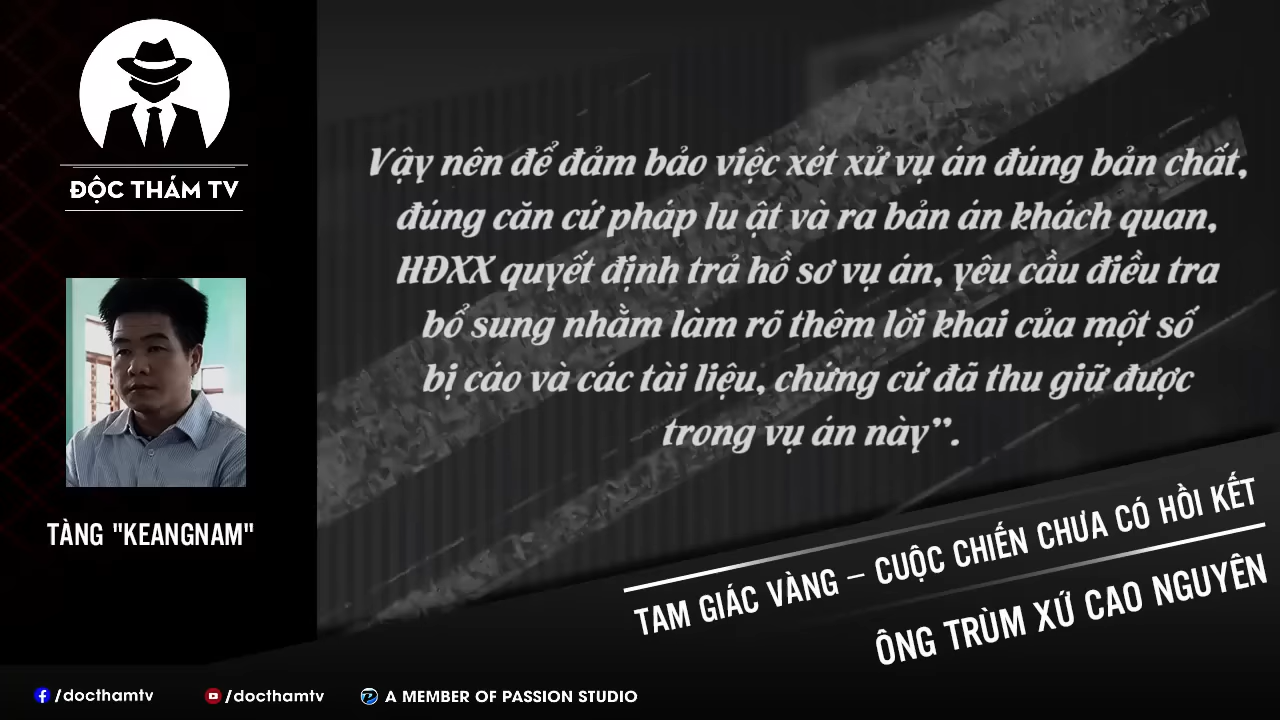 ĐỘC THÁM TV
TÀNG "KEANGNAM"
Vậy nên để đảm bảo việc xét xử vụ án đúng bản chất,
đúng căn cứ pháp lu ật và ra bản án khách quan,
HĐXX quyết định trả hồ sơ vụ án, yêu cầu điều tra
bổ sung nhằm làm rõ thêm lời khai của một số
bị cáo và các tài liệu, chứng cứ đã thu giữ được
trong vụ án này”.
TAM GIÁC VÀNG – CUỘC CHIẾN CHƯA CÓ HỒI KẾT
ÔNG TRÙM XỨ CAO NGUYÊN
/docthamtv
/docthamtv
A MEMBER OF PASSION STUDIO